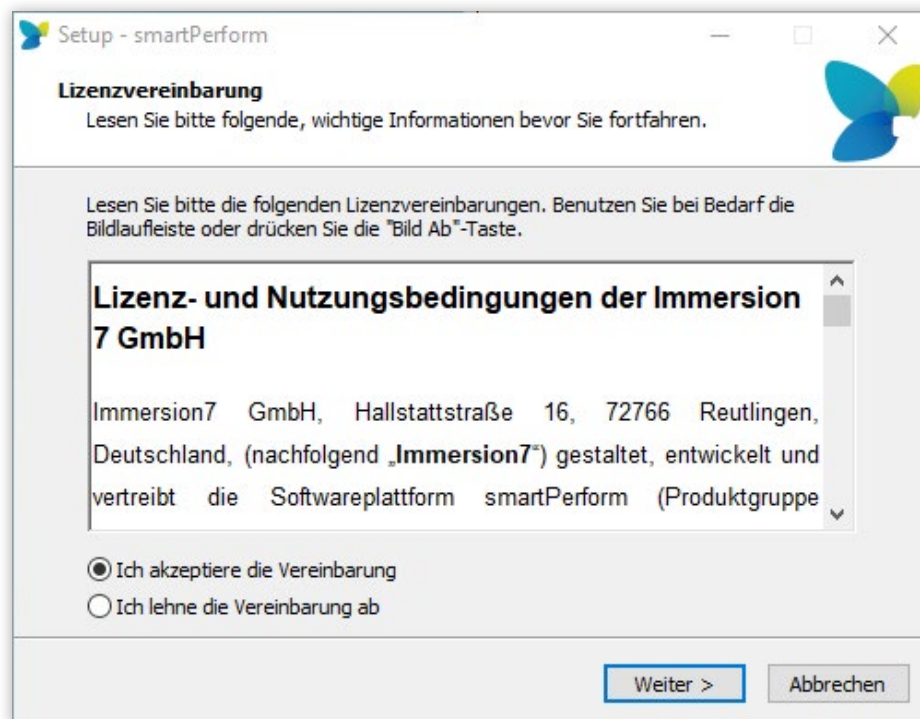 Setup - smartPerform
Lizenzvereinbarung
Lesen Sie bitte folgende, wichtige Informationen bevor Sie fortfahren.
Lesen Sie bitte die folgenden Lizenzvereinbarungen. Benutzen Sie bei Bedarf die
Bildlaufleiste oder drücken Sie die "Bild Ab"-Taste.
Lizenz- und Nutzungsbedingungen der Immersion
7 GmbH
Immersion7 GmbH, Hallstattstraße 16, 72766 Reutlingen,
Deutschland, (nachfolgend „Immersion7“) gestaltet, entwickelt und
vertreibt die Softwareplattform smartPerform (Produktgruppe
Ich akzeptiere die Vereinbarung
Ich lehne die Vereinbarung ab
Weiter >
Abbrechen